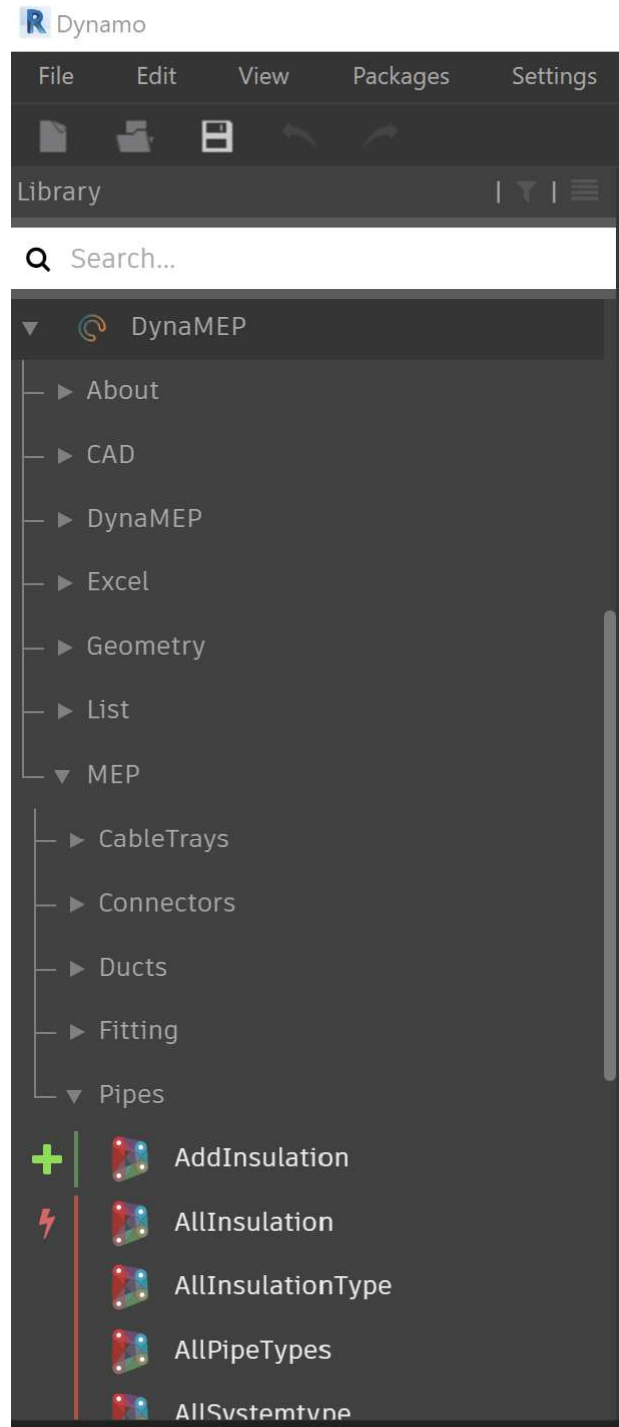 Dynamo
File Edit View Packages Settings
Library
Search...
DynaMEP
About
CAD
DynaMEP
Excel
Geometry
List
MEP
CableTrays
Connectors
Ducts
Fitting
Pipes
AddInsulation
AllInsulation
AllInsulationType
AllPipeTypes
AllSystemtype